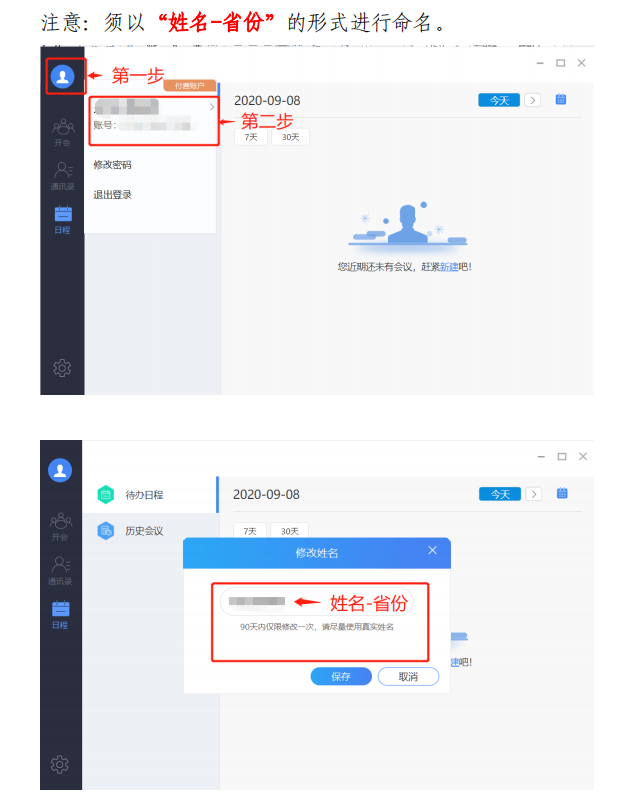 注意：须以“姓名-省份”的形式进行命名。
第一步
付费账户
2020-09-08
今天
账号:
第二步
7天
30天
开会
修改密码
通讯录
退出登录
日程
您近期还未有会议，赶紧新建吧!
待办日程
2020-09-08
今天
历史会议
7天
30天
开会
修改姓名
通讯录
姓名-省份
日程
90天内仅限修改一次，请尽量使用真实姓名
建吧!
保存
取消